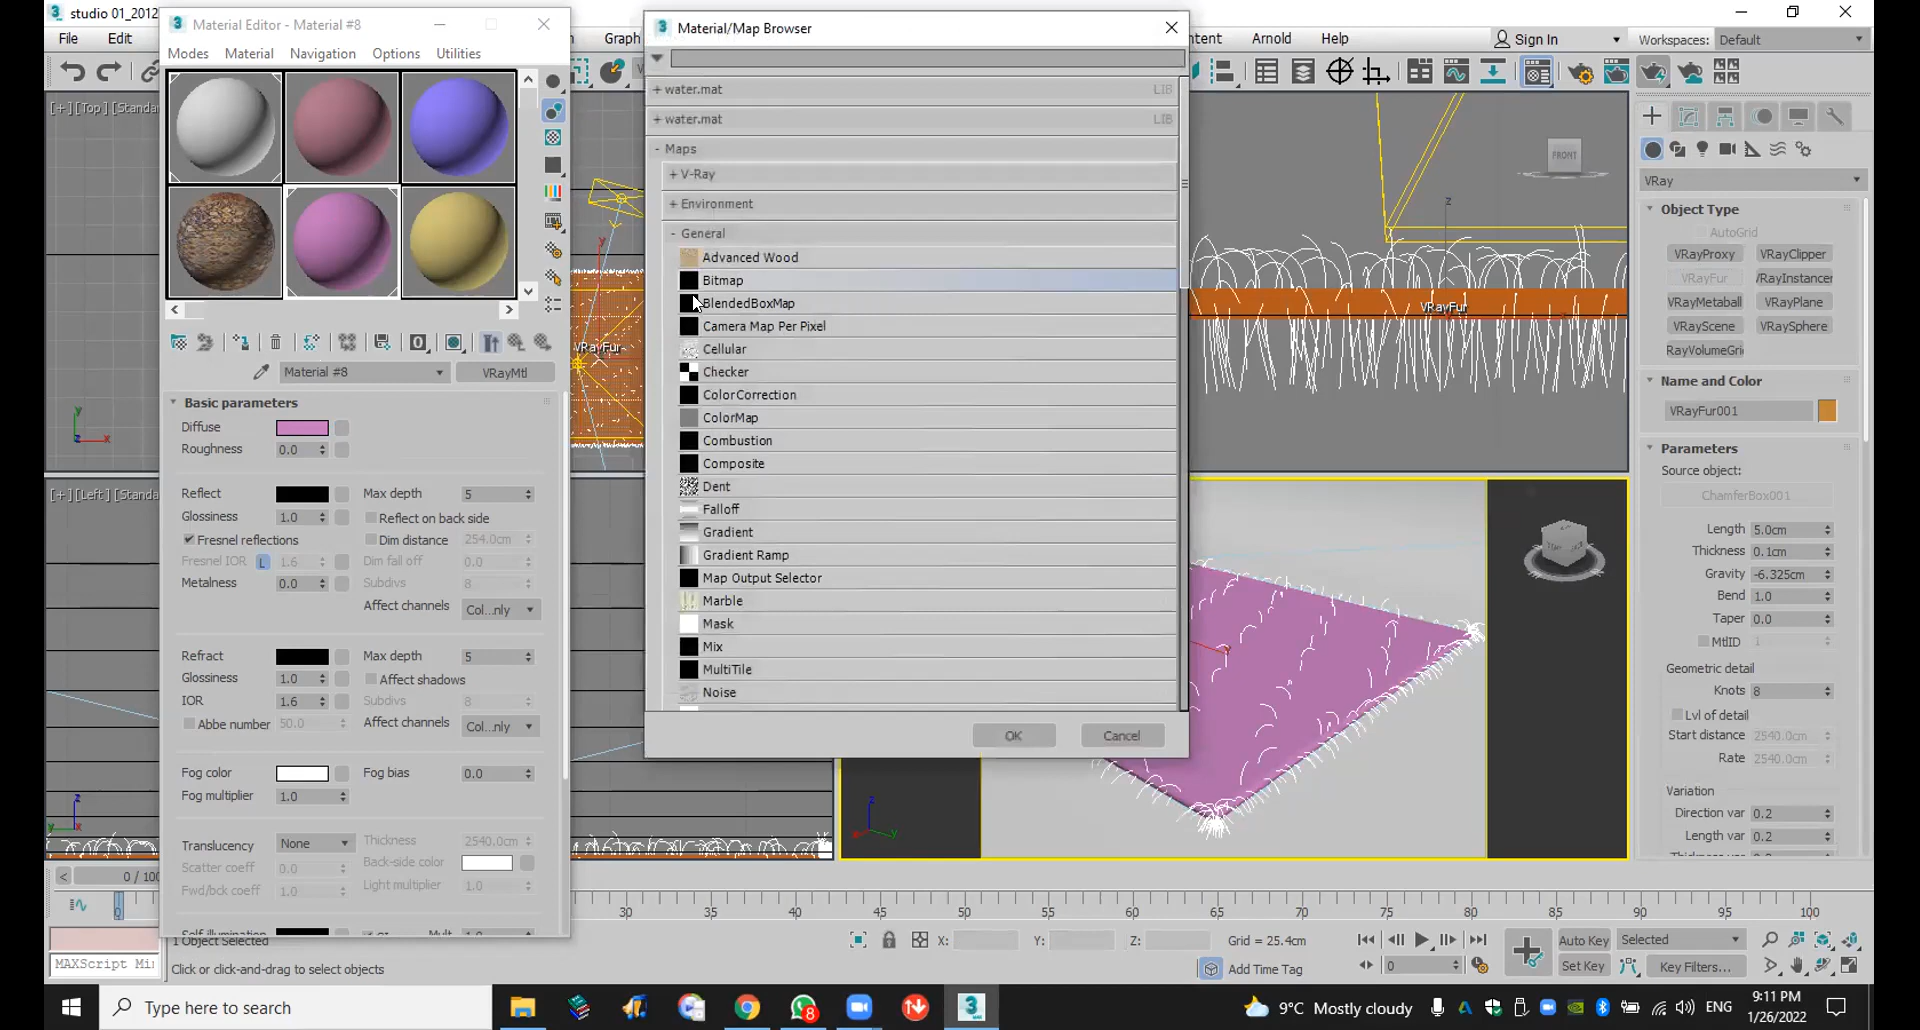 studio 01_2012
Material Editor - Material #8
Material/Map Browser
File
Edit
Modes
Material
Navigation
Options
Utilities
Graph
Arnold
Help
Sign In
Workspaces: Default
[+] [Top]
+ water.mat LIB
+ water.mat LIB
- Maps
+ V-Ray
+ Environment
- General
Advanced Wood
Bitmap
BlendedBoxMap
Camera Map Per Pixel
Cellular
Checker
ColorCorrection
ColorMap
Combustion
Composite
Dent
Falloff
Gradient
Gradient Ramp
Map Output Selector
Marble
Mask
Mix
MultiTile
Noise
OK
Cancel
FRONT
VRayFur
VRayFur
Material #8
VRayMtl
Basic parameters
Diffuse
Roughness 0.0
Reflect
Max depth 5
Glossiness 1.0
Reflect on back side
Fresnel reflections
Dim distance 254.0cm
Fresnel IOR L 1.6
Dim fall off 0.0
Metalness 0.0
Subdivs 8
Affect channels Col...nly
Refract
Max depth 5
Glossiness 1.0
Affect shadows
IOR 1.6
Subdivs 8
Abbe number 50.0
Affect channels Col...nly
Fog color
Fog bias 0.0
Fog multiplier 1.0
Translucency None
Thickness 2540.0cm
Scatter coeff 0.0
Back-side color
Fwd/bck coeff 1.0
Light multiplier 1.0
[+] [Left]
VRay
Object Type
AutoGrid
VRayProxy
VRayClipper
VRayFur
VRayInstancer
VRayMetaball
VRayPlane
VRayScene
VRaySphere
RayVolumeGri
Name and Color
VRayFur001
Parameters
Source object:
ChamferBox001
Length 5.0cm
Thickness 0.1cm
Gravity -6.325cm
Bend 1.0
Taper 0.0
MtlID 1
Geometric detail
Knots 8
Lvl of detail
Start distance 2540.0cm
Rate 2540.0cm
Variation
Direction var 0.2
Length var 0.2
0 / 100
0 30 35 40 45 50 55 60 65 70 75 80 85 90 95 100
1 Object Selected
MAXScript Mi
Click or click-and-drag to select objects
X:
Y:
Z:
Grid = 25.4cm
Add Time Tag
0
Auto Key
Selected
Set Key
Key Filters...
Type here to search
8
9°C Mostly cloudy
ENG
9:11 PM
1/26/2022